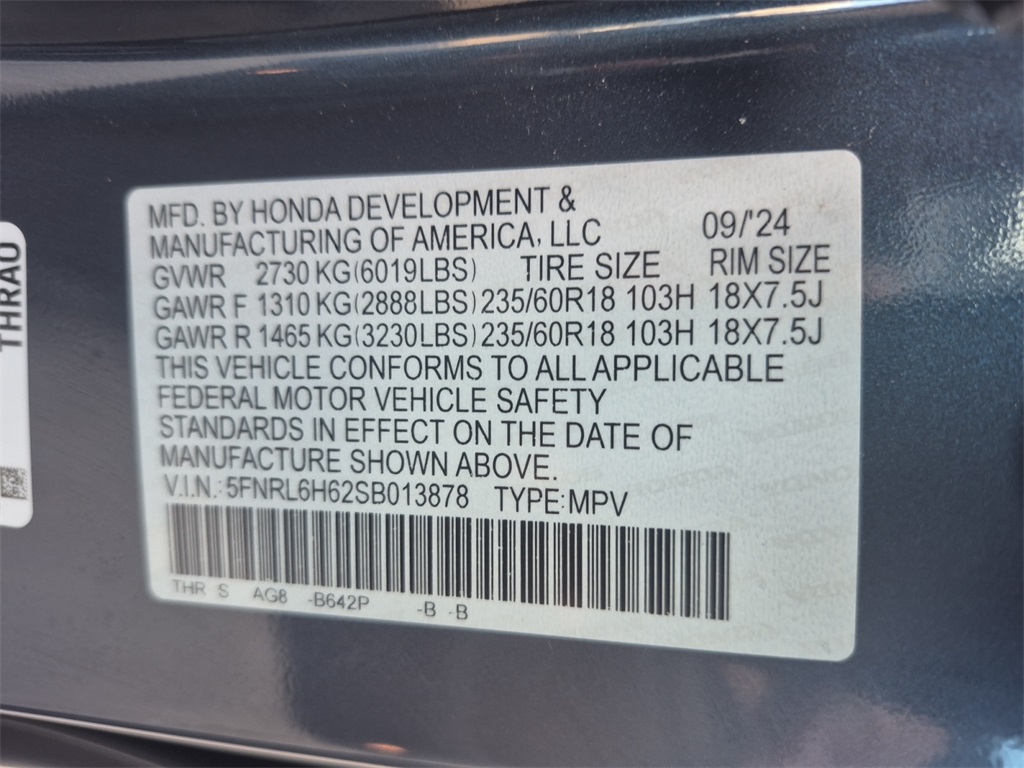 MFD. BY HONDA DEVELOPMENT &
MANUFACTURING OF AMERICA, LLC 09/'24
GVWR 2730 KG(6019LBS) TIRE SIZE RIM SIZE
GAWR F 1310 KG(2888LBS) 235/60R18 103H 18X7.5J
GAWR R 1465 KG(3230LBS) 235/60R18 103H 18X7.5J
THIS VEHICLE CONFORMS TO ALL APPLICABLE
FEDERAL MOTOR VEHICLE SAFETY
STANDARDS IN EFFECT ON THE DATE OF
MANUFACTURE SHOWN ABOVE.
V.I.N.: 5FNRL6H62SB013878 TYPE: MPV
THR S AG8 -B642P -B -B
THRAU